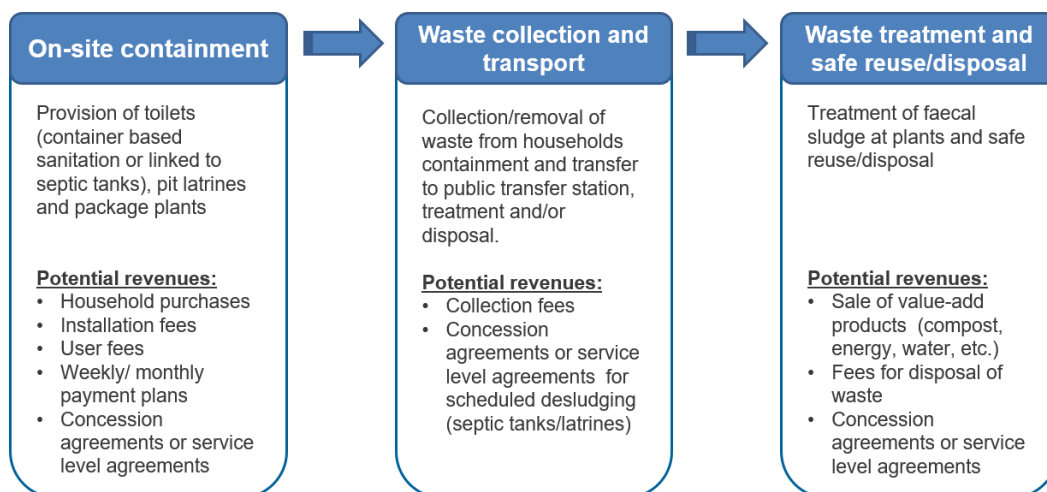 On-site containment
Provision of toilets
(container based
sanitation or linked to
septic tanks), pit latrines
and package plants
Potential revenues:
• Household purchases
• Installation fees
• User fees
• Weekly/ monthly
payment plans
• Concession
agreements or service
level agreements
Waste collection and
transport
Collection/removal of
waste from households
containment and transfer
to public transfer station,
treatment and/or
disposal.
Potential revenues:
• Collection fees
• Concession
agreements or service
level agreements for
scheduled desludging
(septic tanks/latrines)
Waste treatment and
safe reuse/disposal
Treatment of faecal
sludge at plants and safe
reuse/disposal
Potential revenues:
• Sale of value-add
products (compost,
energy, water, etc.)
• Fees for disposal of
waste
• Concession
agreements or service
level agreements